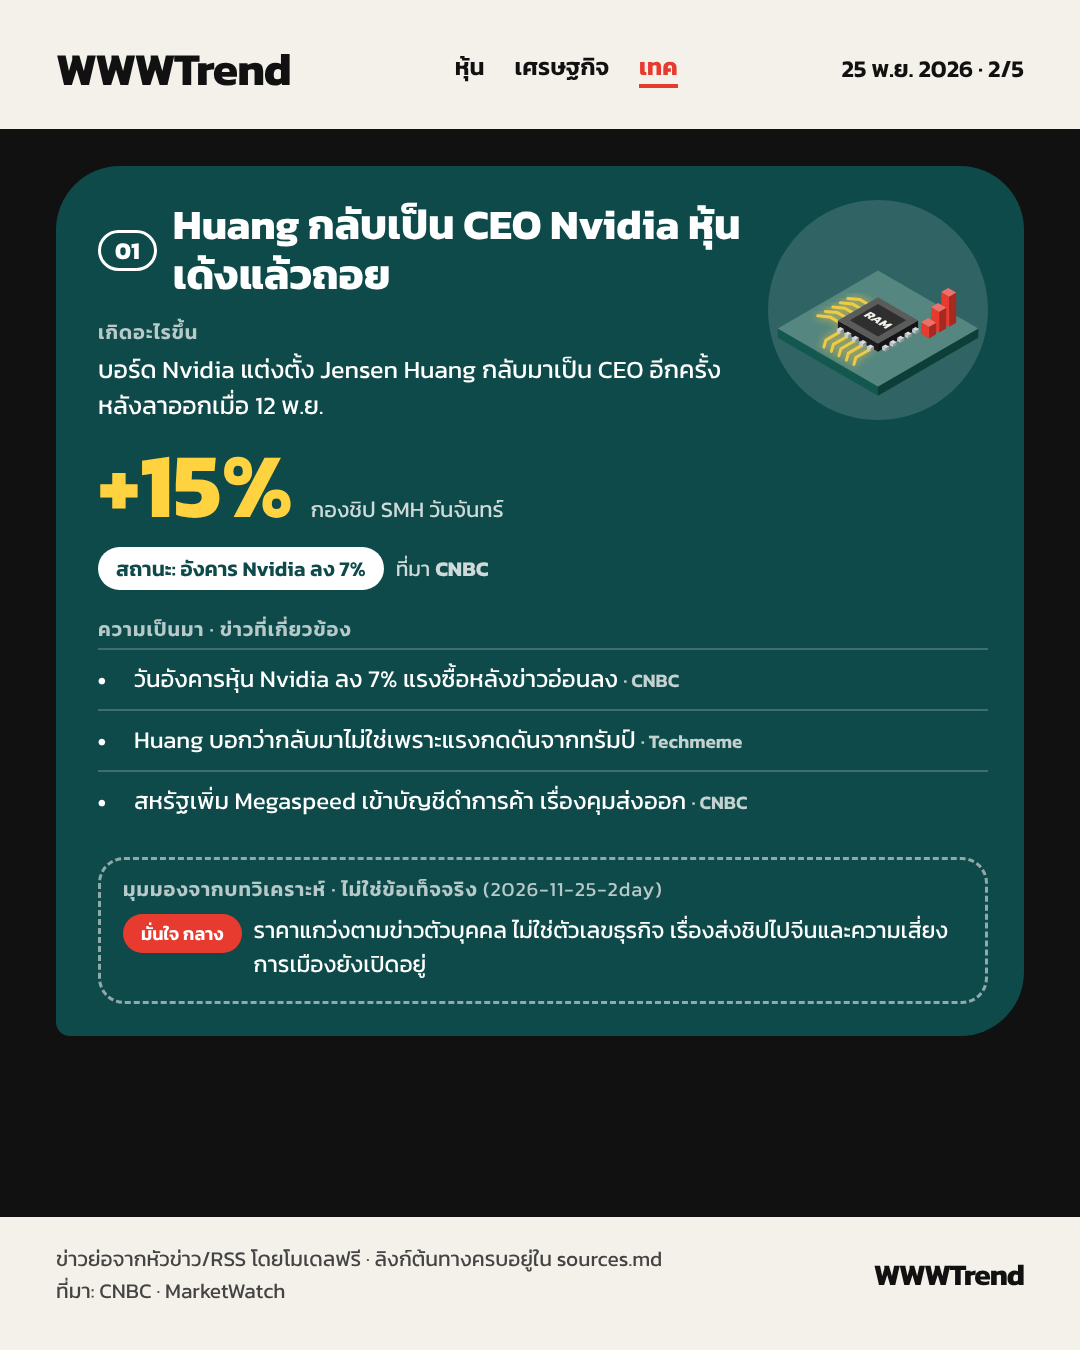 WWWTrend
หุ้น เศรษฐกิจ เทค
25 พ.ย. 2026 · 2/5
01
Huang กลับเป็น CEO Nvidia หุ้น
เด้งแล้วถอย
เกิดอะไรขึ้น
บอร์ด Nvidia แต่งตั้ง Jensen Huang กลับมาเป็น CEO อีกครั้ง
หลังลาออกเมื่อ 12 พ.ย.
RAM
+15% กองชิป SMH วันจันทร์
สถานะ: อังคาร Nvidia ลง 7% ที่มา CNBC
ความเป็นมา · ข่าวที่เกี่ยวข้อง
• วันอังคารหุ้น Nvidia ลง 7% แรงซื้อหลังข่าวอ่อนลง · CNBC
• Huang บอกว่ากลับมาไม่ใช่เพราะแรงกดดันจากทรัมป์ · Techmeme
• สหรัฐเพิ่ม Megaspeed เข้าบัญชีดำการค้า เรื่องคุมส่งออก · CNBC
มุมมองจากบทวิเคราะห์ · ไม่ใช่ข้อเท็จจริง (2026-11-25-2day)
มั่นใจ กลาง
ราคาแกว่งตามข่าวตัวบุคคล ไม่ใช่ตัวเลขธุรกิจ เรื่องส่งชิปไปจีนและความเสี่ยง
การเมืองยังเปิดอยู่
ข่าวย่อจากหัวข่าว/RSS โดยโมเดลฟรี · ลิงก์ต้นทางครบอยู่ใน sources.md
ที่มา: CNBC · MarketWatch
WWWTrend